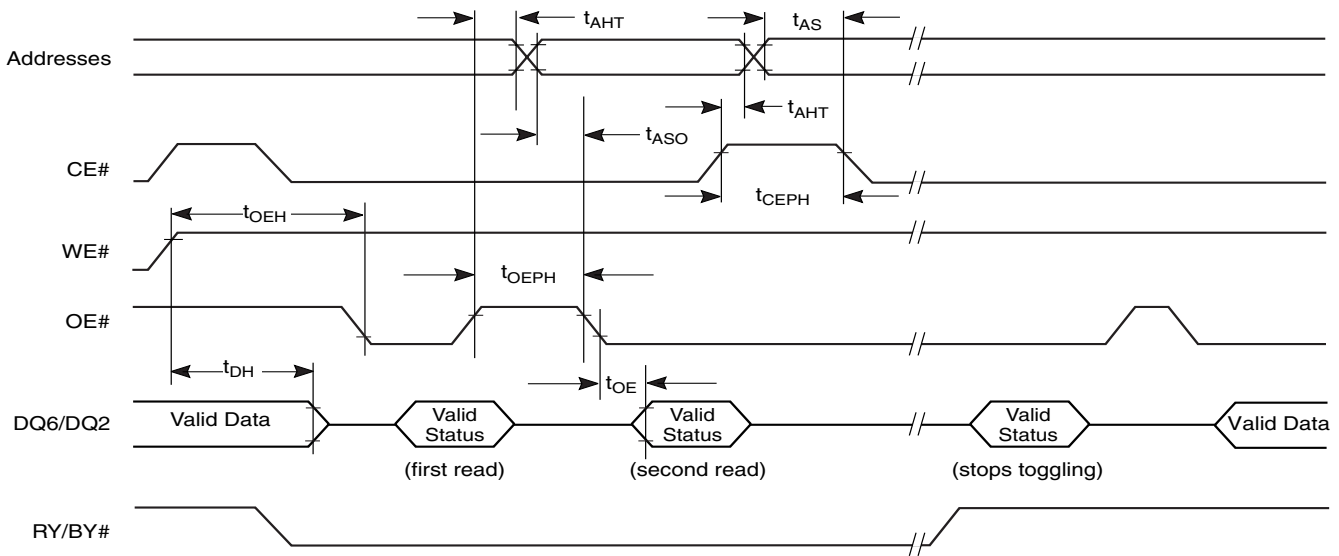 tAHT
tAS
Addresses
tAHT
tASO
CE#
tCEPH
tOEH
WE#
tOEPH
OE#
tDH
tOE
DQ6/DQ2
Valid Data
Valid
Status
Valid
Status
Valid
Status
Valid Data
(first read)
(second read)
(stops toggling)
RY/BY#